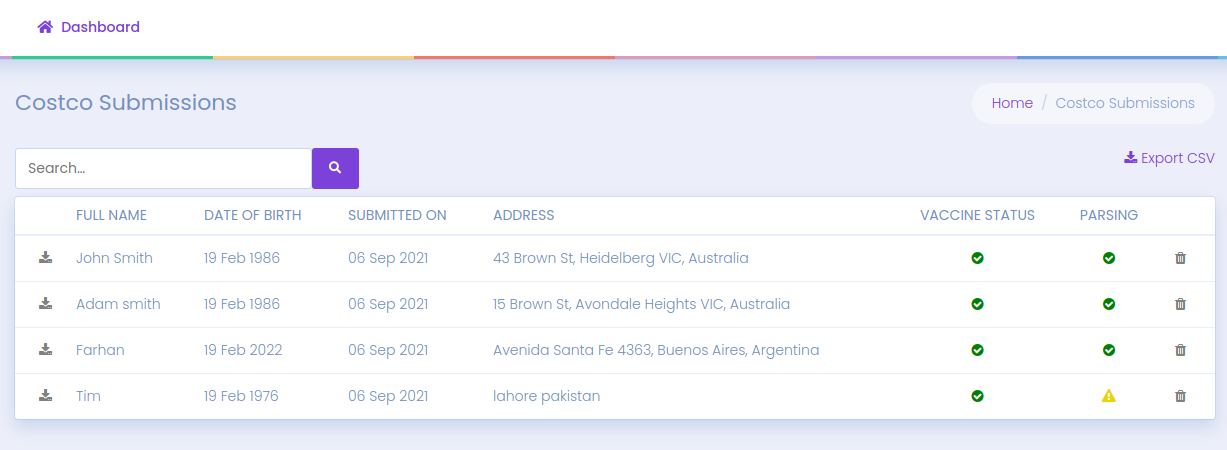 Dashboard
Costco Submissions
Home / Costco Submissions
Search...
Export CSV
FULL NAME DATE OF BIRTH SUBMITTED ON ADDRESS VACCINE STATUS PARSING
John Smith 19 Feb 1986 06 Sep 2021 43 Brown St, Heidelberg VIC, Australia
Adam smith 19 Feb 1986 06 Sep 2021 15 Brown St, Avondale Heights VIC, Australia
Farhan 19 Feb 2022 06 Sep 2021 Avenida Santa Fe 4363, Buenos Aires, Argentina
Tim 19 Feb 1976 06 Sep 2021 lahore pakistan